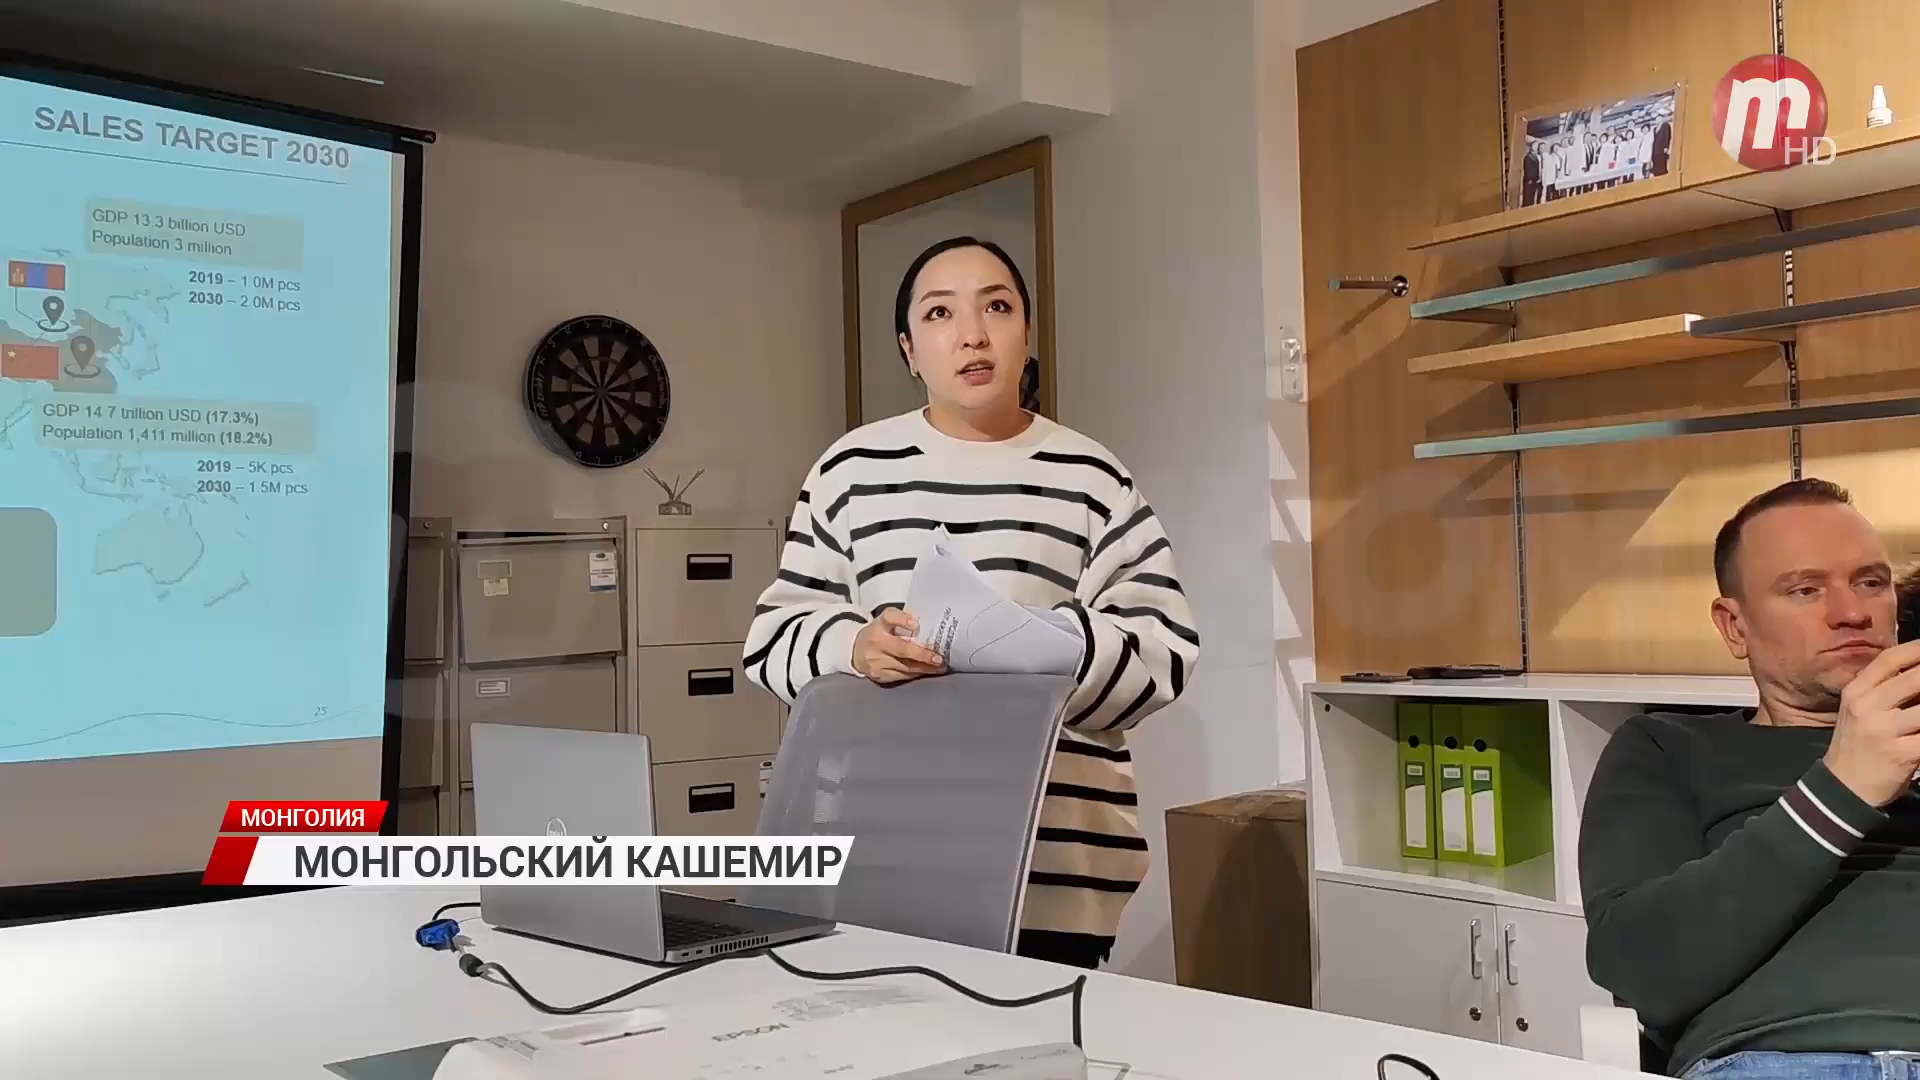 SALES TARGET 2030
GDP 13.3 billion USD
Population 3 million
2019 – 1.0M pcs
2030 – 2.0M pcs
GDP 14.7 trillion USD (17.3%)
Population 1,411 million (18.2%)
2019 – 5K pcs
2030 – 1.5M pcs
25
m HD
МОНГОЛИЯ
МОНГОЛЬСКИЙ КАШЕМИР
DELL
EPSON